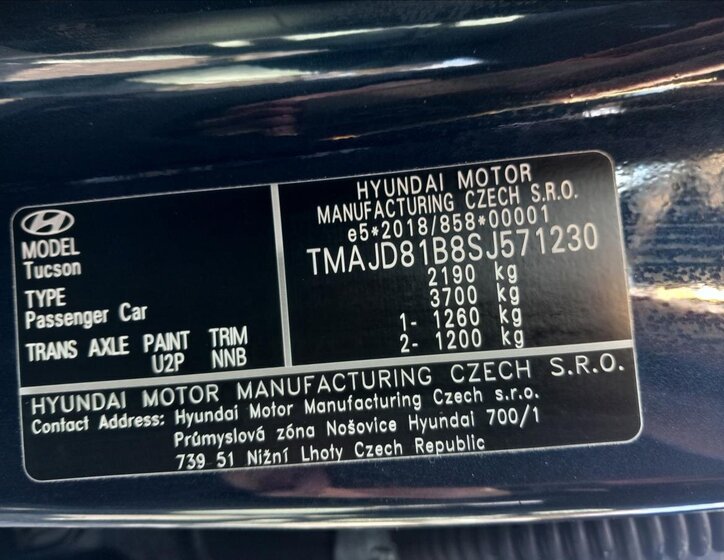 HYUNDAI MOTOR
MANUFACTURING CZECH S.R.O.
e5*2018/858*00001
TMAJD81B8SJ571230
2190 kg
3700 kg
1- 1260 kg
2- 1200 kg
MODEL
Tucson
TYPE
Passenger Car
TRANS AXLE PAINT TRIM
U2P NNB
HYUNDAI MOTOR MANUFACTURING CZECH S.R.O.
Contact Address: Hyundai Motor Manufacturing Czech s.r.o.
Průmyslová zóna Nošovice Hyundai 700/1
739 51 Nižní Lhoty Czech Republic